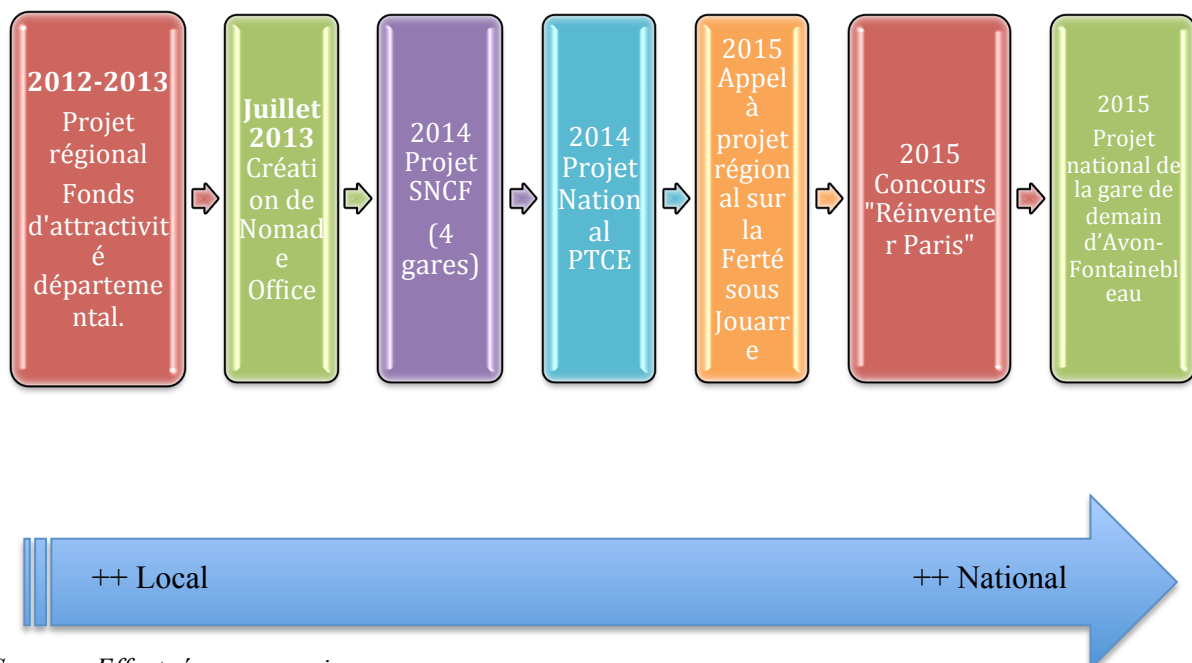 2012-2013
Projet
régional
Fonds
d'attractivit
é
départeme
ntal.
Juillet
2013
Créati
on de
Nomad
e
Office
2014
Projet
SNCF
(4
gares)
2014
Projet
Nation
al
PTCE
2015
Appel
à
projet
région
al sur
la
Ferté
sous
Jouarr
e
2015
Concours
"Réinvente
r Paris"
2015
Projet
national de
la gare de
demain
d’Avon-
Fontainebl
eau
++ Local
++ National